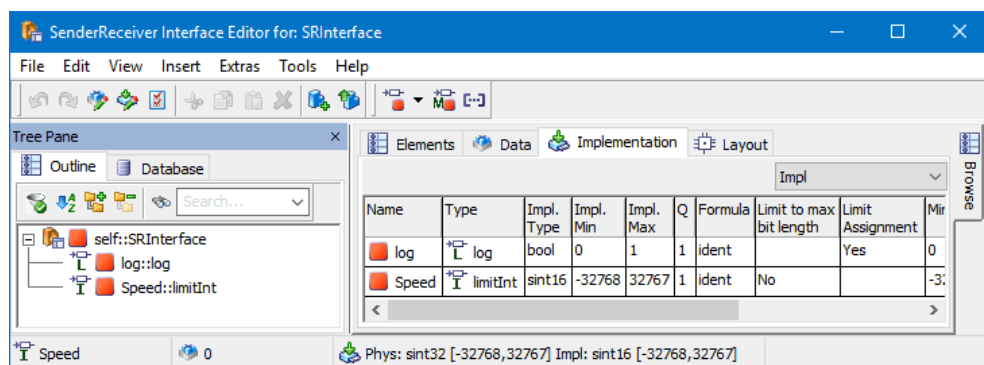 SenderReceiver Interface Editor for: SRInterface
File Edit View Insert Extras Tools Help
Tree Pane
Outline Database
Search...
self::SRInterface
log::log
Speed::limitInt
Elements Data Implementation Layout
Impl
Browse
Name Type Impl. Type Impl. Min Impl. Max Q Formula Limit to max bit length Limit Assignment Mir
log log bool 0 1 1 ident Yes 0
Speed limitInt sint16 -32768 32767 1 ident No -3
Speed 0 Phys: sint32 [-32768,32767] Impl: sint16 [-32768,32767]